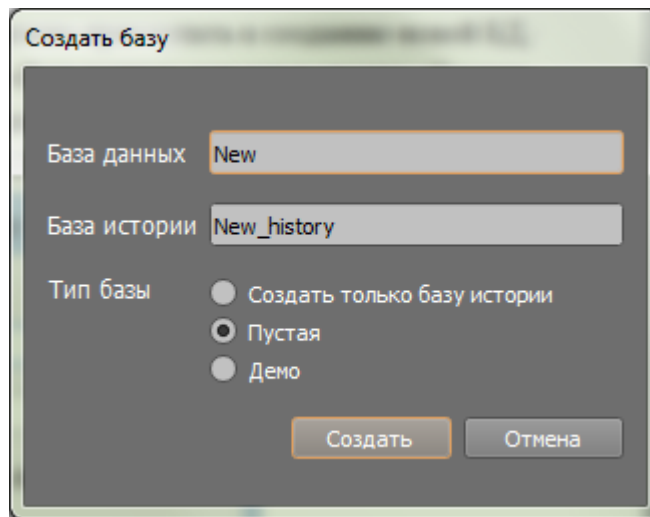 Создать базу
База данных New
База истории New_history
Тип базы
Создать только базу истории
Пустая
Демо
Создать Отмена